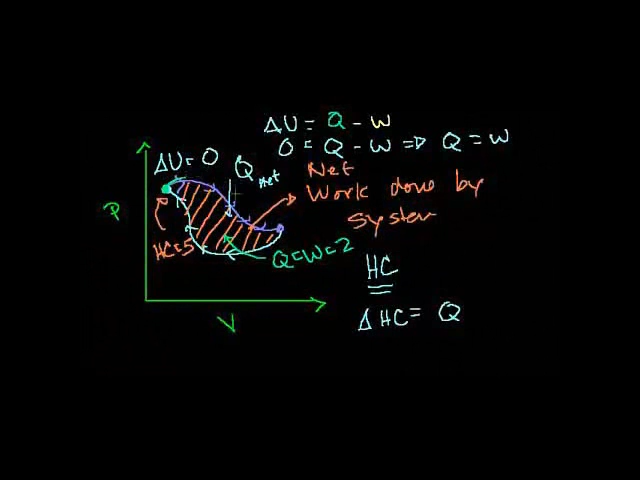 ΔU = Q - W
0 = Q - W ⇒ Q = W
ΔU = 0
Q net
Net
Work done by
system
P
HC=5
Q=W=2
HC
ΔHC = Q
V